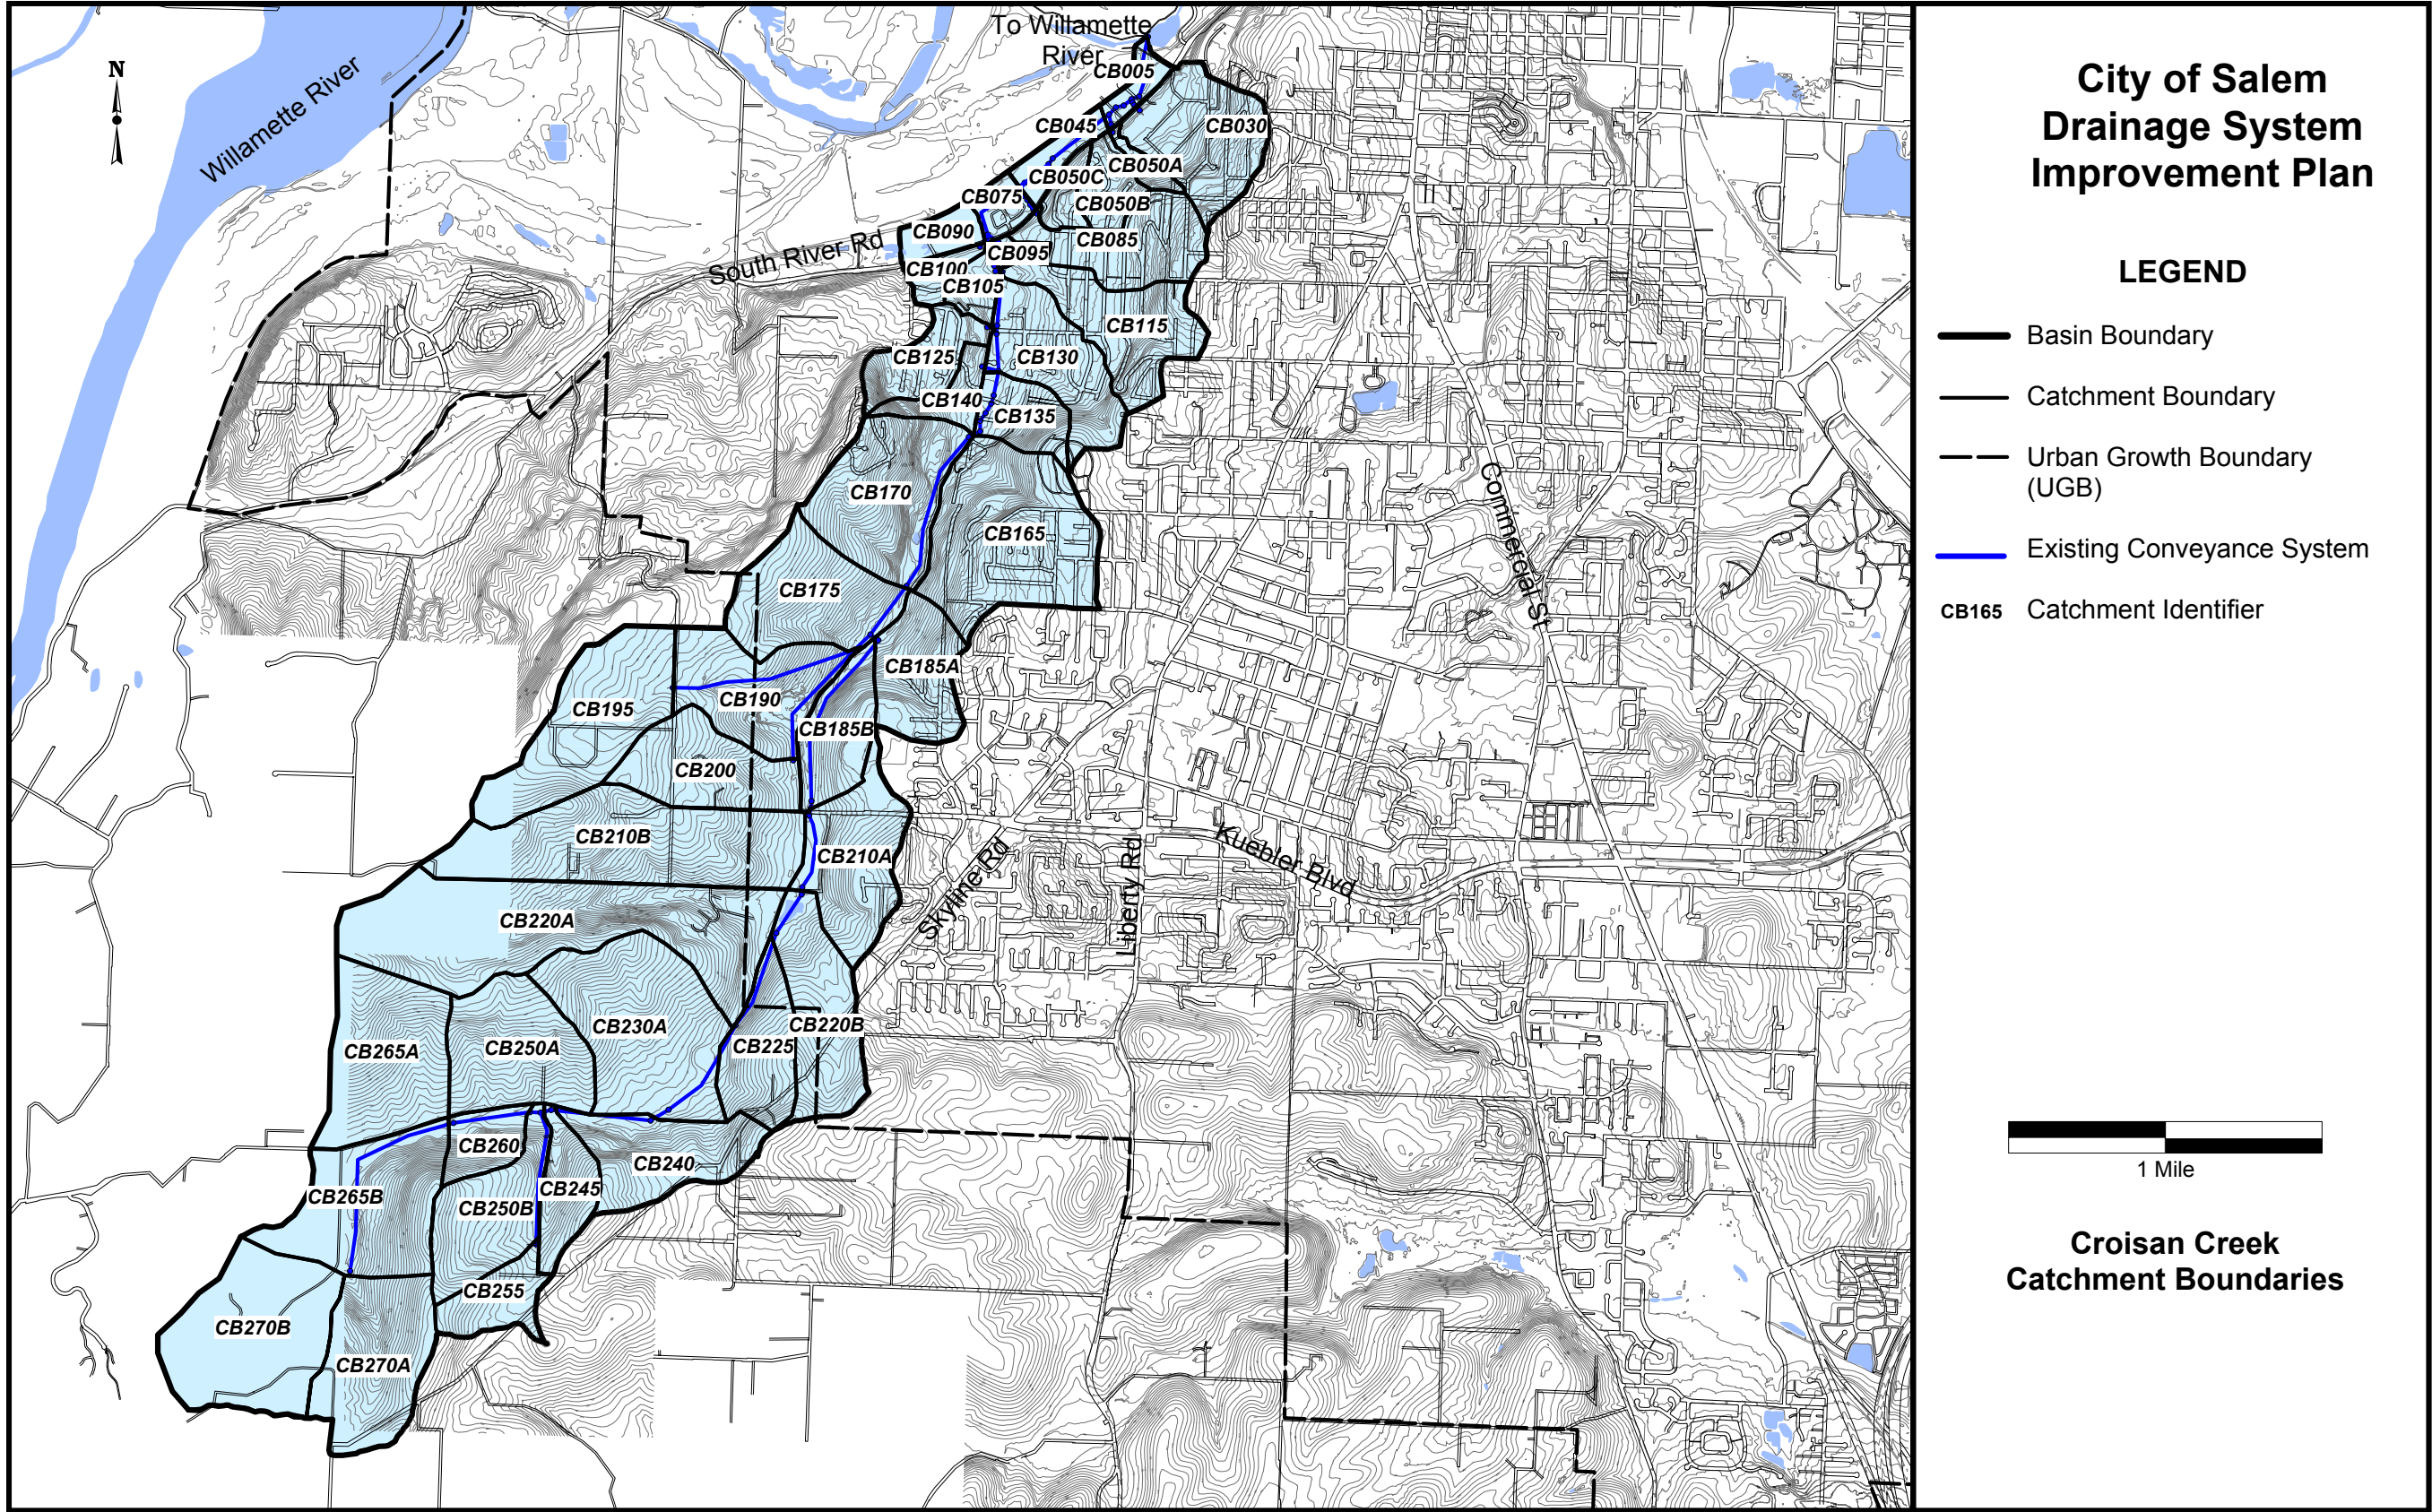 To Willamette
River
N
Willamette River
CB005
CB045
CB030
CB050A
CB050C
CB075
CB050B
CB090
CB085
South River Rd
CB095
CB100
CB105
CB115
CB125
CB130
CB140
CB135
CB170
CB165
Commercial St
CB175
CB185A
CB190
CB195
CB185B
CB200
CB210B
CB210A
Skyline Rd
Liberty Rd
Kuebler Blvd
CB220A
CB230A
CB220B
CB250A
CB265A
CB225
CB260
CB240
CB265B
CB245
CB250B
CB255
CB270B
CB270A
City of Salem
Drainage System
Improvement Plan
LEGEND
Basin Boundary
Catchment Boundary
Urban Growth Boundary
(UGB)
Existing Conveyance System
CB165 Catchment Identifier
1 Mile
Croisan Creek
Catchment Boundaries